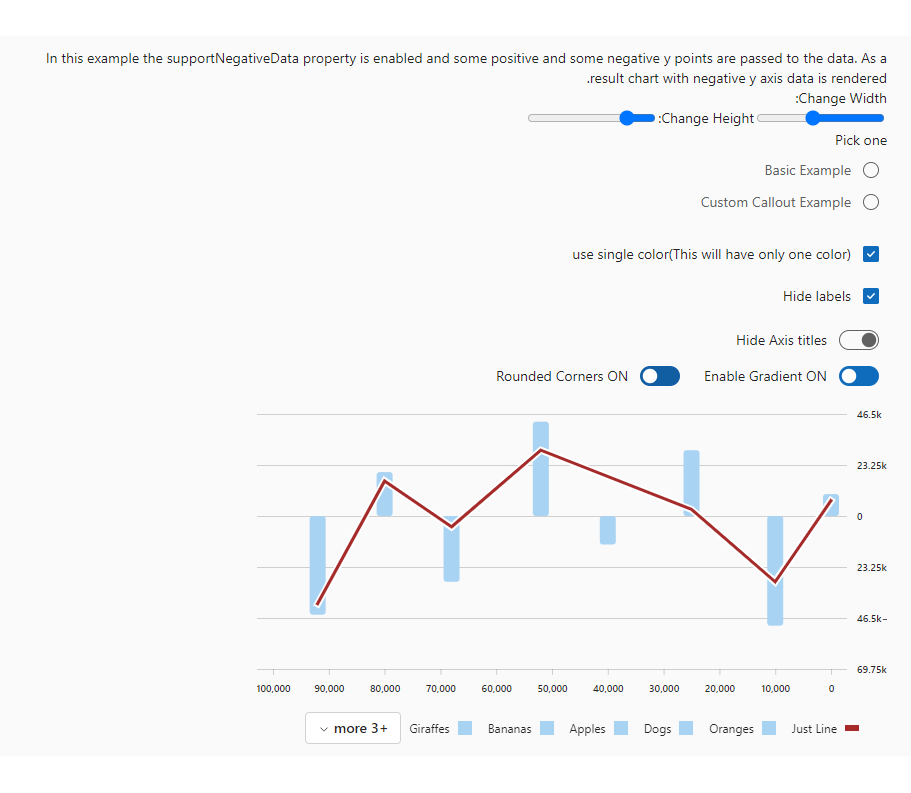 In this example the supportNegativeData property is enabled and some positive and some negative y points are passed to the data. As a
.result chart with negative y axis data is rendered
:Change Width
:Change Height
Pick one
Basic Example
Custom Callout Example
use single color(This will have only one color)
Hide labels
Hide Axis titles
Rounded Corners ON Enable Gradient ON
46.5k
23.25k
0
23.25k
46.5k−
69.75k
100,000 90,000 80,000 70,000 60,000 50,000 40,000 30,000 20,000 10,000 0
more 3+ Giraffes Bananas Apples Dogs Oranges Just Line